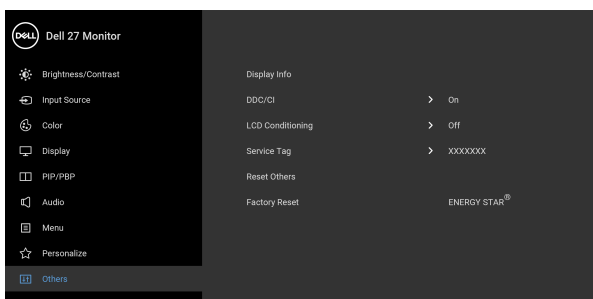 DELL Dell 27 Monitor
Brightness/Contrast Display Info
Input Source DDC/CI On
Color LCD Conditioning Off
Display Service Tag XXXXXXX
PIP/PBP Reset Others
Audio Factory Reset ENERGY STAR®
Menu
Personalize
Others